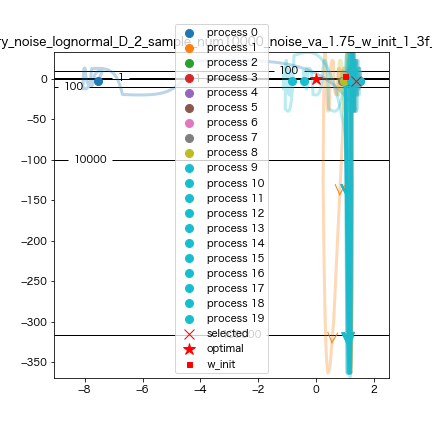 ry_noise_lognormal_D_2_sample_num10000_noise_va_1.75_w_init_1_3f_
process 0
process 1
process 2
process 3
process 4
process 5
process 6
process 7
process 8
process 9
process 10
process 11
process 12
process 13
process 14
process 15
process 16
process 17
process 18
process 19
selected
optimal
w_init
0
−50
−100
−150
−200
−250
−300
−350
100
1
100
10000
−8
−6
−4
−2
0
2